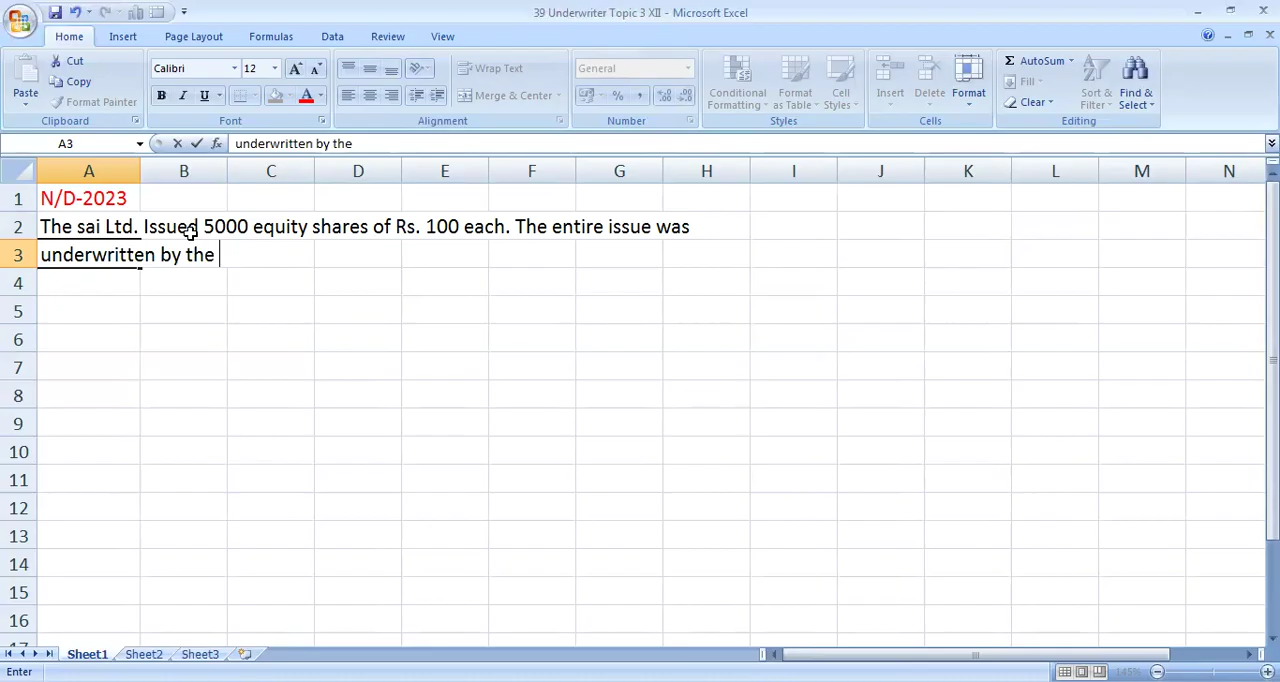 39 Underwriter Topic 3 XII - Microsoft Excel
Home Insert Page Layout Formulas Data Review View
Paste
Cut
Copy
Format Painter
Clipboard
Calibri 12
Font
Wrap Text
Merge & Center
Alignment
General
Number
Conditional Formatting
Format as Table
Cell Styles
Styles
Insert Delete Format
Cells
AutoSum
Fill
Clear
Sort & Filter
Find & Select
Editing
A3 underwritten by the
A B C D E F G H I J K L M N
1 N/D-2023
2 The sai Ltd. Issued 5000 equity shares of Rs. 100 each. The entire issue was
3 underwritten by the
4
5
6
7
8
9
10
11
12
13
14
15
16
17
Sheet1 Sheet2 Sheet3
Enter 145%